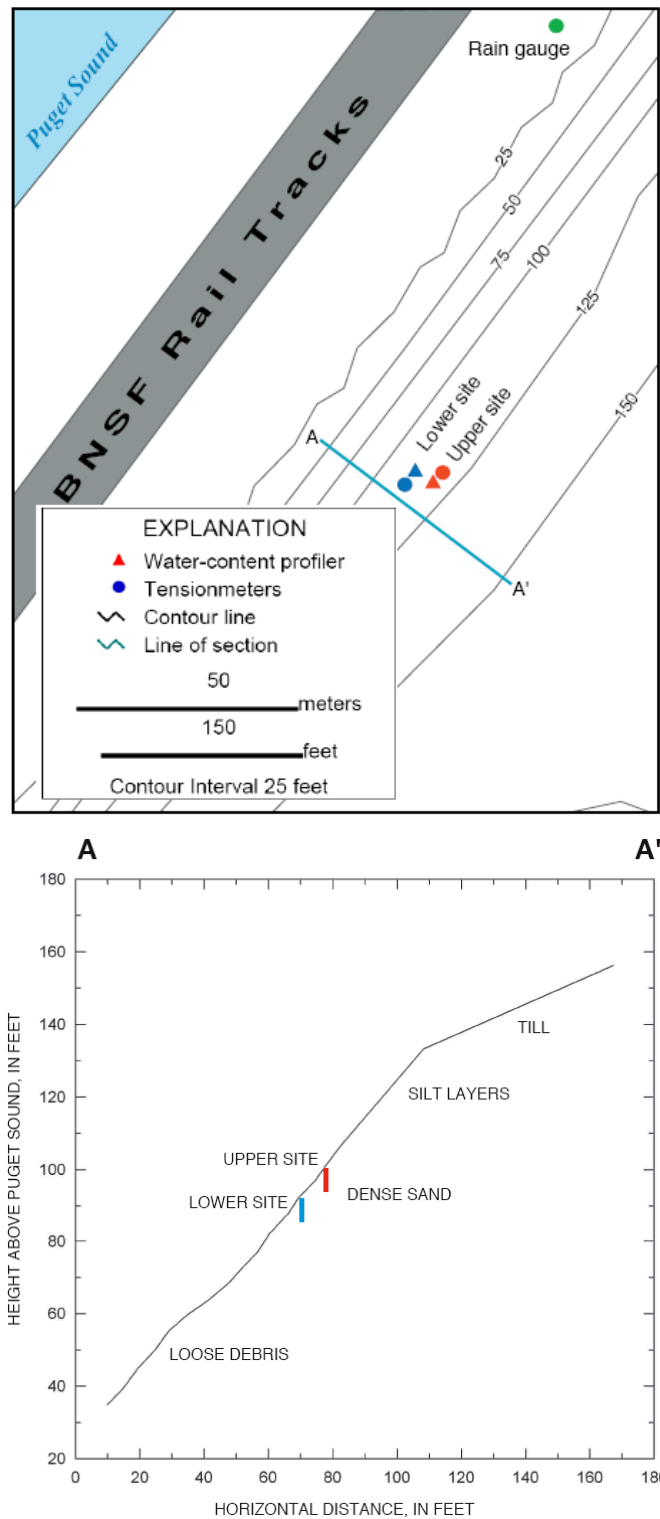 Puget Sound
Rain gauge
BNSF Rail Tracks
25
50
75
100
125
150
Lower site
Upper site
A
A'
EXPLANATION
Water-content profiler
Tensionmeters
Contour line
Line of section
50
meters
150
feet
Contour Interval 25 feet
A
A'
180
160
140
120
100
80
60
40
20
HEIGHT ABOVE PUGET SOUND, IN FEET
TILL
SILT LAYERS
UPPER SITE
DENSE SAND
LOWER SITE
LOOSE DEBRIS
0
20
40
60
80
100
120
140
160
180
HORIZONTAL DISTANCE, IN FEET